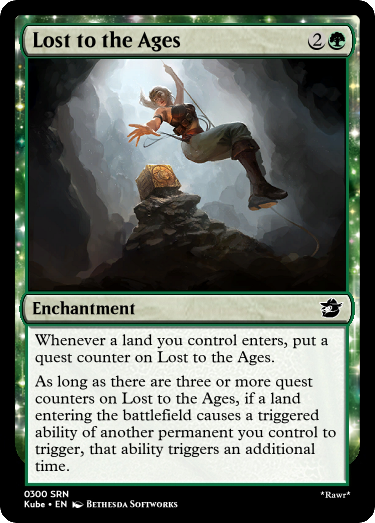 Lost to the Ages 2
Enchantment
Whenever a land you control enters, put a
quest counter on Lost to the Ages.
As long as there are three or more quest
counters on Lost to the Ages, if a land
entering the battlefield causes a triggered
ability of another permanent you control to
trigger, that ability triggers an additional
time.
0300 SRN
Kube • EN Bethesda Softworks
*Rawr*